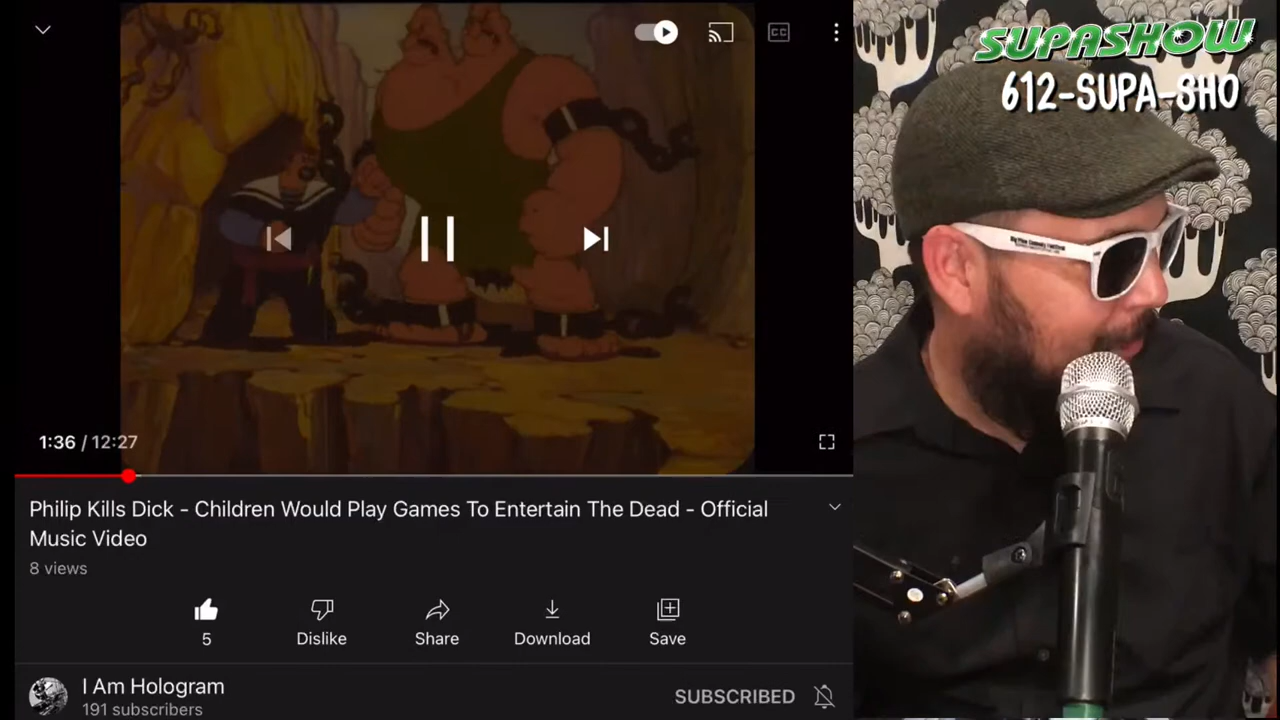 SUPASHOW
612-SUPA-SHO
CC
1:36 / 12:27
Philip Kills Dick - Children Would Play Games To Entertain The Dead - Official
Music Video
8 views
5
Dislike
Share
Download
Save
I Am Hologram
191 subscribers
SUBSCRIBED